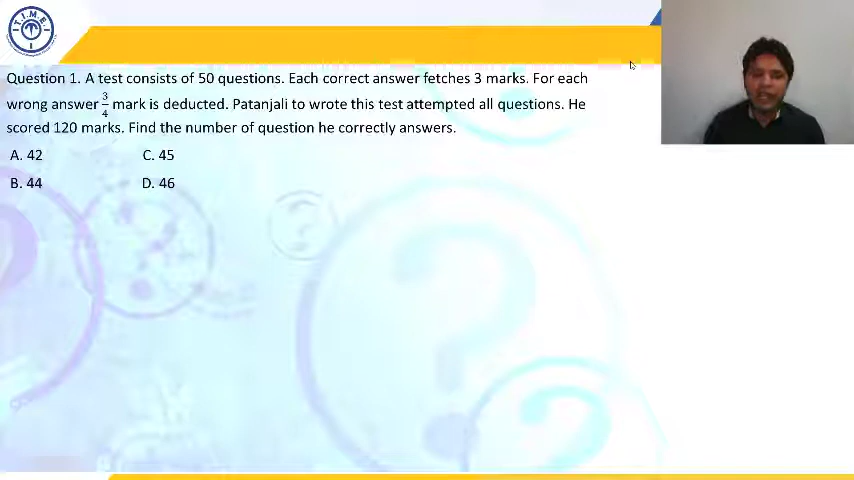 T.I.M.E.
Question 1. A test consists of 50 questions. Each correct answer fetches 3 marks. For each
wrong answer 3/4 mark is deducted. Patanjali to wrote this test attempted all questions. He
scored 120 marks. Find the number of question he correctly answers.
A. 42 C. 45
B. 44 D. 46